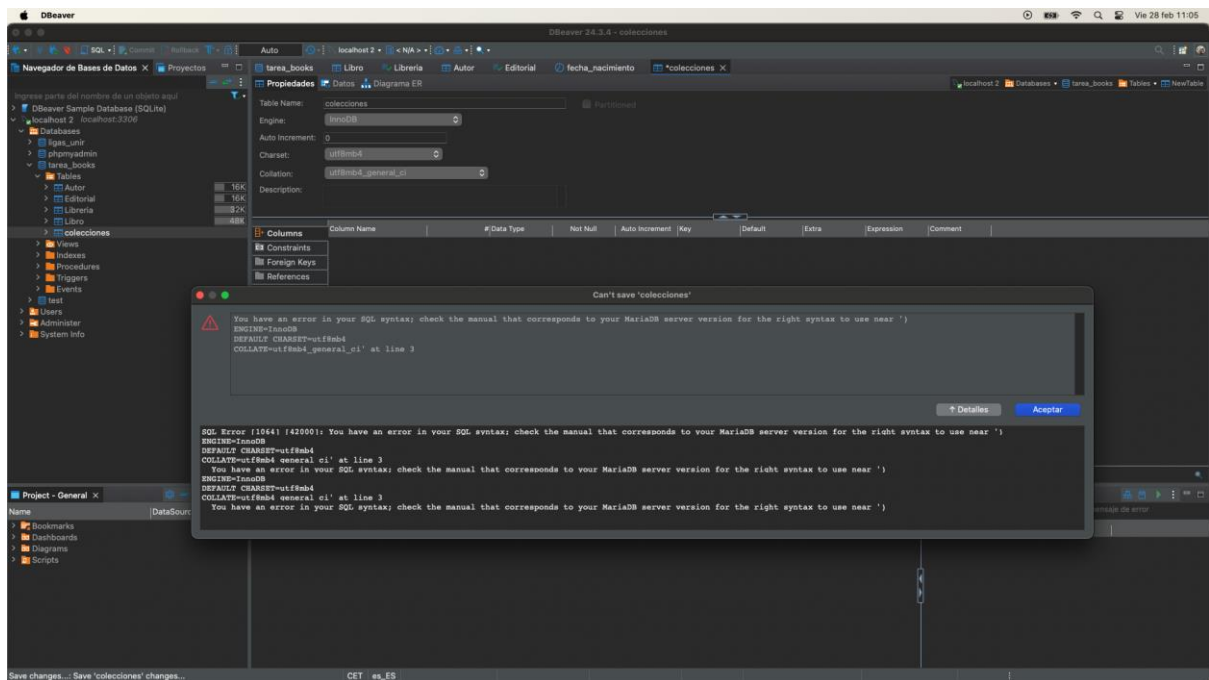 DBeaver
Vie 28 feb 11:05
DBeaver 24.3.4 - colecciones
SQL
Commit
Rollback
Auto
localhost 2
< N/A >
Navegador de Bases de Datos
Proyectos
tarea_books
Libro
Libreria
Autor
Editorial
fecha_nacimiento
*colecciones
Propiedades
Datos
Diagrama ER
localhost 2
Databases
tarea_books
Tables
NewTable
Ingrese parte del nombre de un objeto aquí
DBeaver Sample Database (SQLite)
localhost 2 localhost:3306
Databases
ligas_unir
phpmyadmin
tarea_books
Tables
Autor 16K
Editorial 16K
Libreria 32K
Libro 48K
colecciones
Views
Indexes
Procedures
Triggers
Events
test
Users
Administer
System Info
Table Name: colecciones
Partitioned
Engine: InnoDB
Auto Increment: 0
Charset: utf8mb4
Collation: utf8mb4_general_ci
Description:
Columns
Constraints
Foreign Keys
References
Column Name # Data Type Not Null Auto Increment Key Default Extra Expression Comment
Can't save 'colecciones'
You have an error in your SQL syntax; check the manual that corresponds to your MariaDB server version for the right syntax to use near ')
ENGINE=InnoDB
DEFAULT CHARSET=utf8mb4
COLLATE=utf8mb4_general_ci' at line 3
Detalles
Aceptar
SQL Error [1064] [42000]: You have an error in your SQL syntax; check the manual that corresponds to your MariaDB server version for the right syntax to use near ')
ENGINE=InnoDB
DEFAULT CHARSET=utf8mb4
COLLATE=utf8mb4_general_ci' at line 3
You have an error in your SQL syntax; check the manual that corresponds to your MariaDB server version for the right syntax to use near ')
ENGINE=InnoDB
DEFAULT CHARSET=utf8mb4
COLLATE=utf8mb4_general_ci' at line 3
You have an error in your SQL syntax; check the manual that corresponds to your MariaDB server version for the right syntax to use near ')
Project - General
Name DataSourc
Bookmarks
Dashboards
Diagrams
Scripts
ensaje de error
Save changes...: Save 'colecciones' changes...
CET es_ES